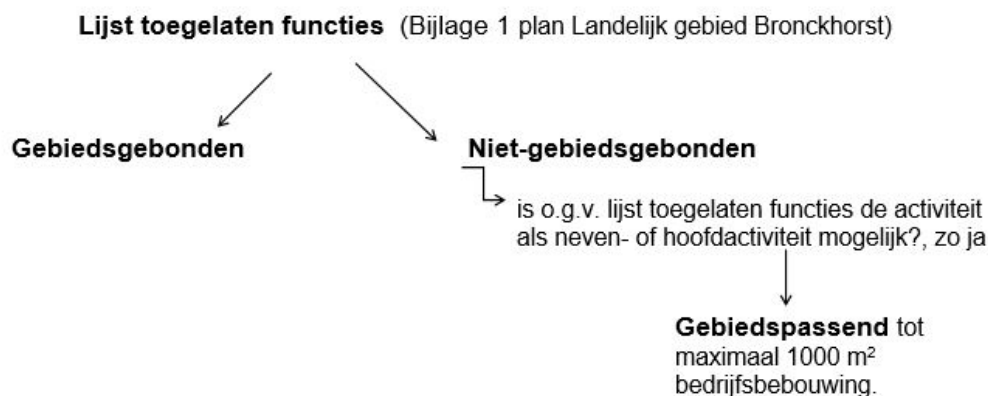 Lijst toegelaten functies (Bijlage 1 plan Landelijk gebied Bronckhorst)
Gebiedsgebonden
Niet-gebiedsgebonden
is o.g.v. lijst toegelaten functies de activiteit
als neven- of hoofdactiviteit mogelijk?, zo ja
Gebiedspassend tot
maximaal 1000 m²
bedrijfsbebouwing.